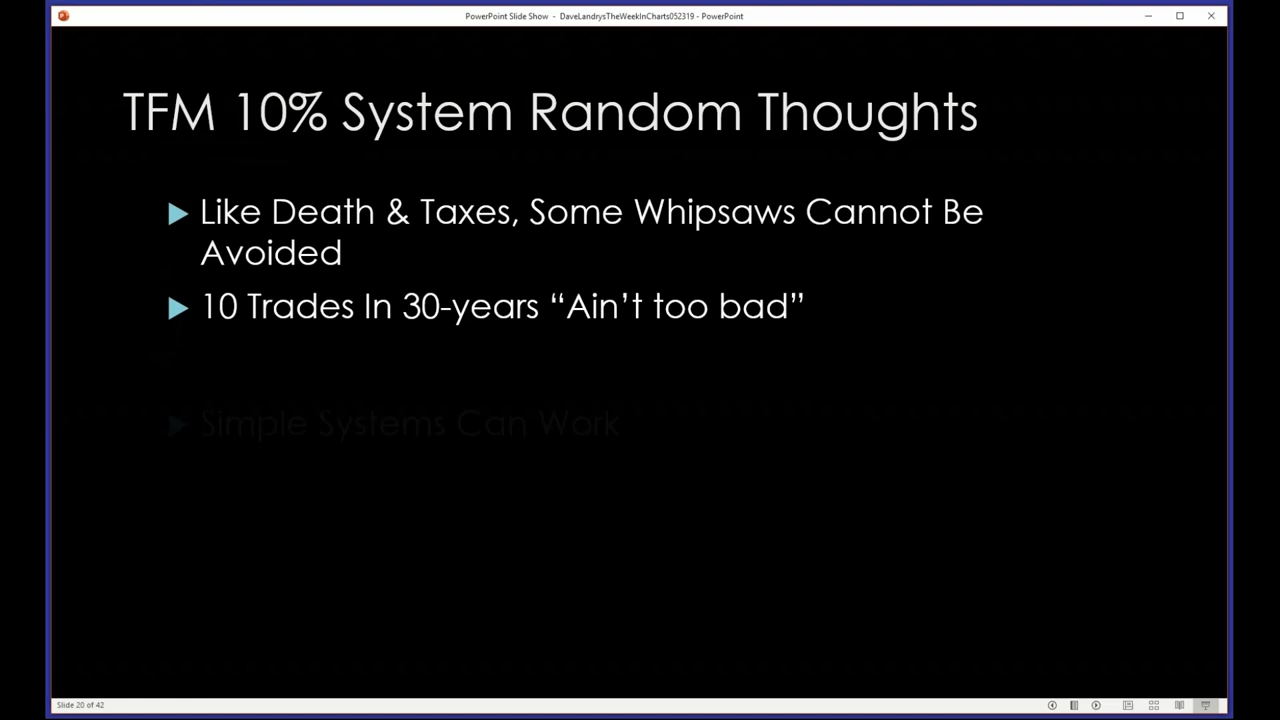 PowerPoint Slide Show - DaveLandrysTheWeekInCharts052319 - PowerPoint
TFM 10% System Random Thoughts
Like Death & Taxes, Some Whipsaws Cannot Be
Avoided
10 Trades In 30-years “Ain’t too bad”
Simple Systems Can Work
Slide 20 of 42